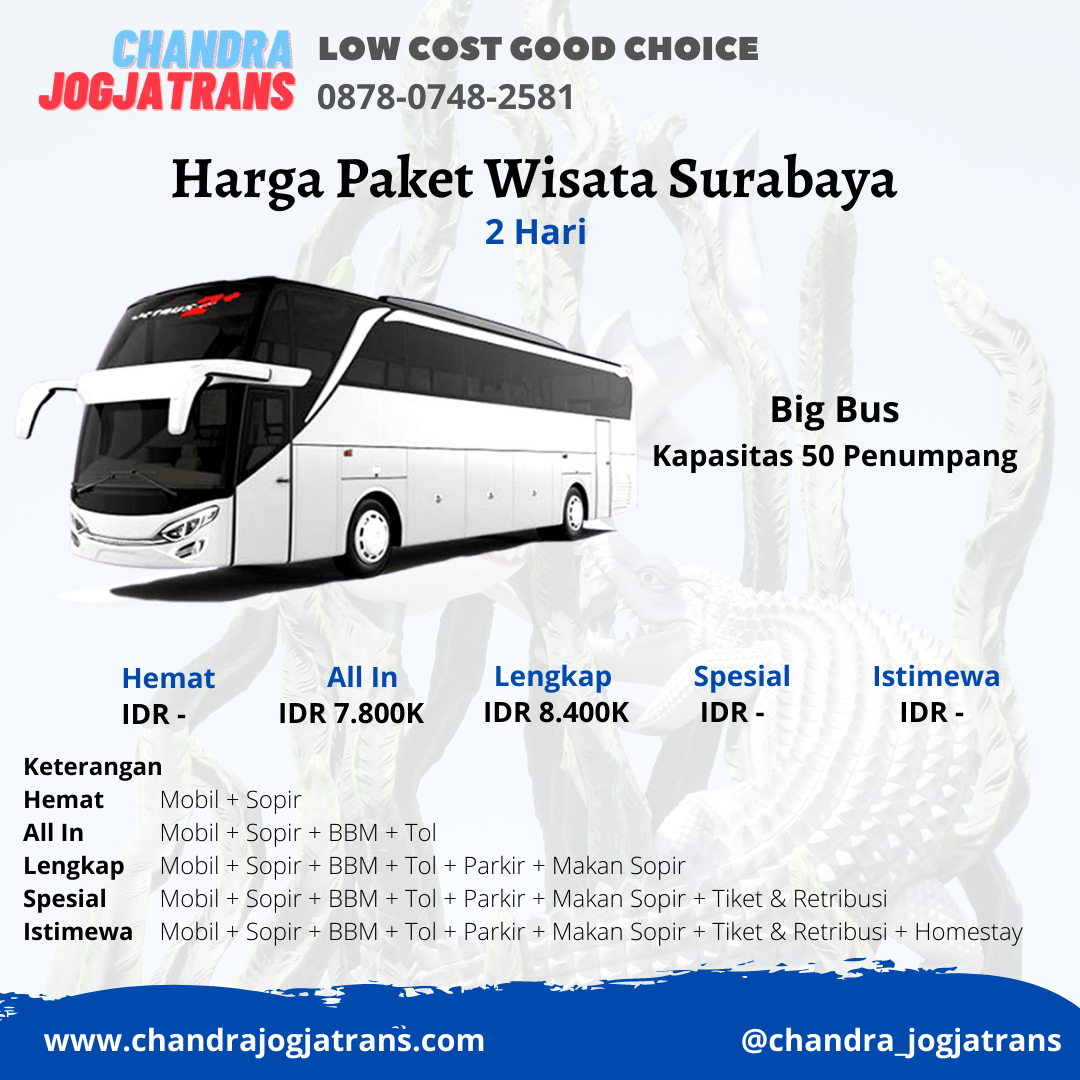 CHANDRA
JOGJATRANS
LOW COST GOOD CHOICE
0878-0748-2581
Harga Paket Wisata Surabaya
2 Hari
Big Bus
Kapasitas 50 Penumpang
Hemat All In Lengkap Spesial Istimewa
IDR - IDR 7.800K IDR 8.400K IDR - IDR -
Keterangan
Hemat Mobil + Sopir
All In Mobil + Sopir + BBM + Tol
Lengkap Mobil + Sopir + BBM + Tol + Parkir + Makan Sopir
Spesial Mobil + Sopir + BBM + Tol + Parkir + Makan Sopir + Tiket & Retribusi
Istimewa Mobil + Sopir + BBM + Tol + Parkir + Makan Sopir + Tiket & Retribusi + Homestay
www.chandrajogjatrans.com
@chandra_jogjatrans